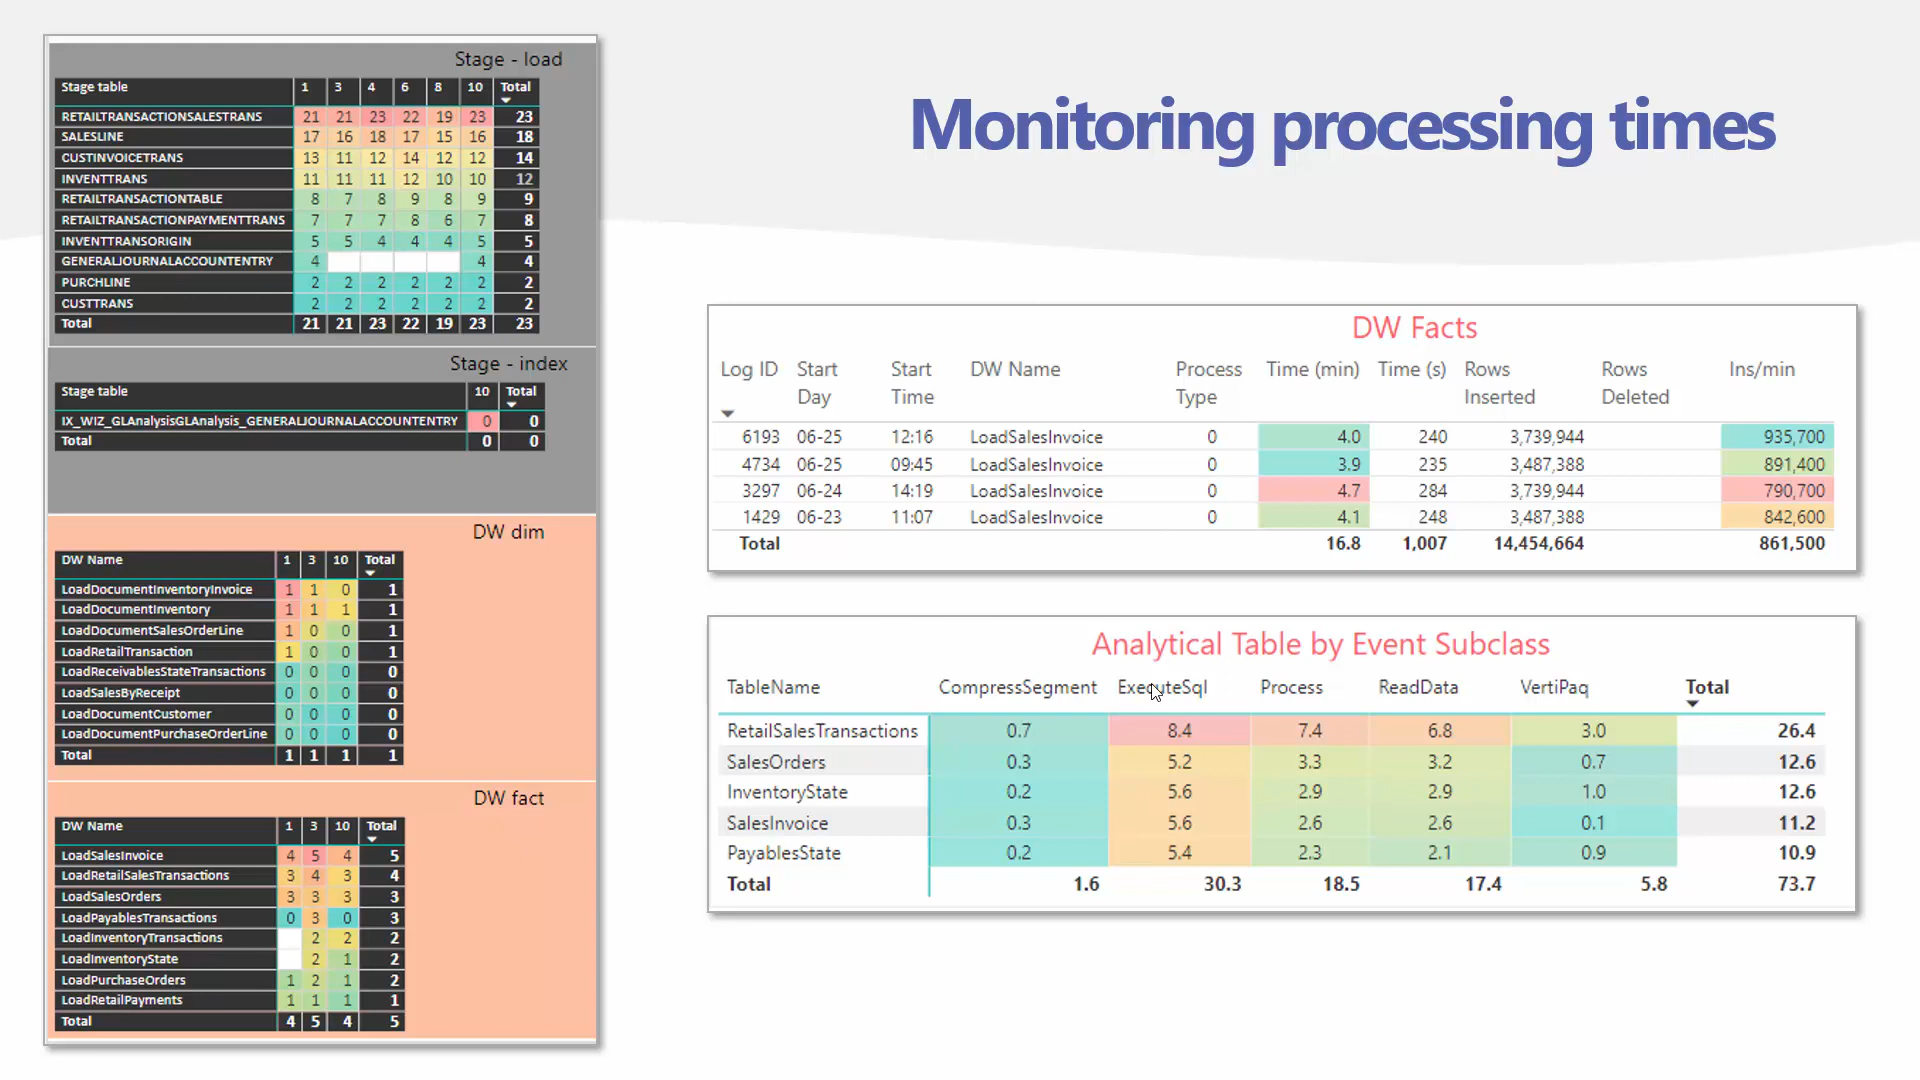 Monitoring processing times
Stage - load
Stage table 1 3 4 6 8 10 Total
RETAILTRANSACTIONSALESTRANS 21 21 23 22 19 23 23
SALESLINE 17 16 18 17 15 16 18
CUSTINVOICETRANS 13 11 12 14 12 12 14
INVENTTRANS 11 11 11 12 10 10 12
RETAILTRANSACTIONTABLE 8 7 8 9 8 9 9
RETAILTRANSACTIONPAYMENTTRANS 7 7 7 8 6 7 8
INVENTTRANSORIGIN 5 5 4 4 4 5 5
GENERALJOURNALACCOUNTENTRY 4 4 4
PURCHLINE 2 2 2 2 2 2 2
CUSTTRANS 2 2 2 2 2 2 2
Total 21 21 23 22 19 23 23
Stage - index
Stage table 10 Total
IX_WIZ_GLAnalysisGLAnalysis_GENERALJOURNALACCOUNTENTRY 0 0
Total 0 0
DW dim
DW Name 1 3 10 Total
LoadDocumentInventoryInvoice 1 1 0 1
LoadDocumentInventory 1 1 1 1
LoadDocumentSalesOrderLine 1 0 0 1
LoadRetailTransaction 1 0 0 1
LoadReceivablesStateTransactions 0 0 0 0
LoadSalesByReceipt 0 0 0 0
LoadDocumentCustomer 0 0 0 0
LoadDocumentPurchaseOrderLine 0 0 0 0
Total 1 1 1 1
DW fact
DW Name 1 3 10 Total
LoadSalesInvoice 4 5 4 5
LoadRetailSalesTransactions 3 4 3 4
LoadSalesOrders 3 3 3 3
LoadPayablesTransactions 0 3 0 3
LoadInventoryTransactions 2 2 2
LoadInventoryState 2 1 2
LoadPurchaseOrders 1 2 1 2
LoadRetailPayments 1 1 1 1
Total 4 5 4 5
DW Facts
Log ID Start Day Start Time DW Name Process Type Time (min) Time (s) Rows Inserted Rows Deleted Ins/min
6193 06-25 12:16 LoadSalesInvoice 0 4.0 240 3,739,944 935,700
4734 06-25 09:45 LoadSalesInvoice 0 3.9 235 3,487,388 891,400
3297 06-24 14:19 LoadSalesInvoice 0 4.7 284 3,739,944 790,700
1429 06-23 11:07 LoadSalesInvoice 0 4.1 248 3,487,388 842,600
Total 16.8 1,007 14,454,664 861,500
Analytical Table by Event Subclass
TableName CompressSegment ExecuteSql Process ReadData VertiPaq Total
RetailSalesTransactions 0.7 8.4 7.4 6.8 3.0 26.4
SalesOrders 0.3 5.2 3.3 3.2 0.7 12.6
InventoryState 0.2 5.6 2.9 2.9 1.0 12.6
SalesInvoice 0.3 5.6 2.6 2.6 0.1 11.2
PayablesState 0.2 5.4 2.3 2.1 0.9 10.9
Total 1.6 30.3 18.5 17.4 5.8 73.7